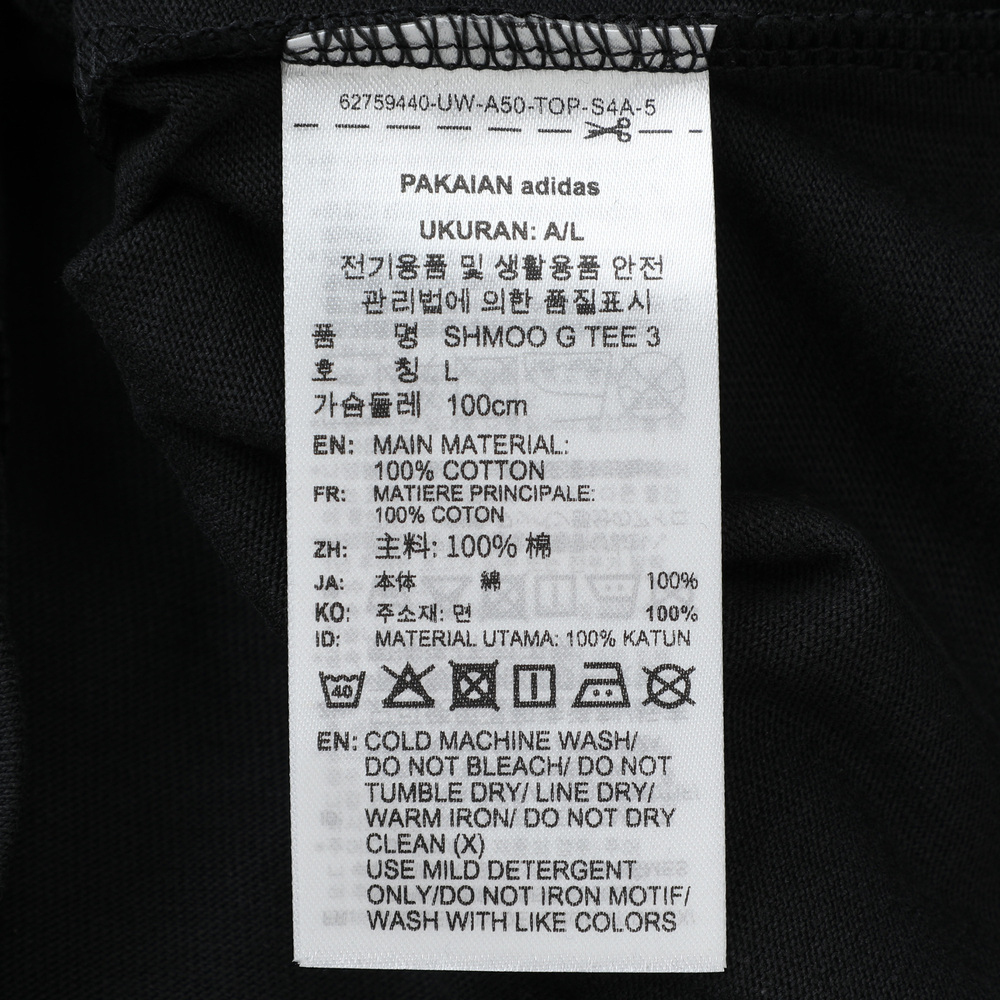 62759440-UW-A50-TOP-S4A-5
PAKAIAN adidas
UKURAN: A/L
전기용품 및 생활용품 안전
관리법에 의한 품질표시
품 명 SHMOO G TEE 3
호 칭 L
가슴둘레 100cm
EN: MAIN MATERIAL:
100% COTTON
FR: MATIERE PRINCIPALE:
100% COTON
ZH: 主料: 100% 棉
JA: 本体 綿 100%
KO: 주소재: 면 100%
ID: MATERIAL UTAMA: 100% KATUN
40
EN: COLD MACHINE WASH/
DO NOT BLEACH/ DO NOT
TUMBLE DRY/ LINE DRY/
WARM IRON/ DO NOT DRY
CLEAN (X)
USE MILD DETERGENT
ONLY/DO NOT IRON MOTIF/
WASH WITH LIKE COLORS